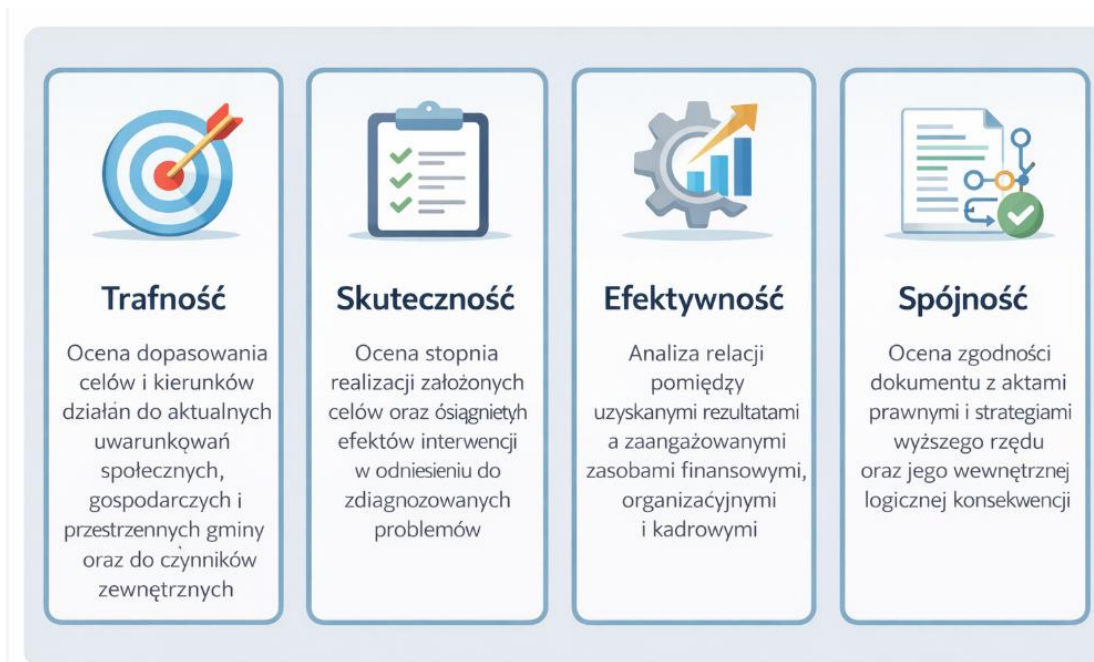 Trafność
Ocena dopasowania
celów i kierunków
działán do aktualnych
uwarunkqwań
społecznych,
gospodarczych i
przestrzennych gminy
oraz do czynników
zewnętrznych
Skuteczność
Ocena stopnia
realizacji założonych
celów oraz ósiągnietyh
efektów interwencji
w odniesieniu do
zdiagnozowanych
problemów
Efektywność
Analiza relacji
pomiędzy
uzyskanymi rezultatami
a zaangażowanymi
zasobami finansowymi,
organizaćyjnymi
i kadrowymi
Spójność
Ocena zgodności
dokumentu z aktami
prawnymi i strategiami
wyższego rzędu
oraz jego wewnętrznej
logicznej konsekwencji